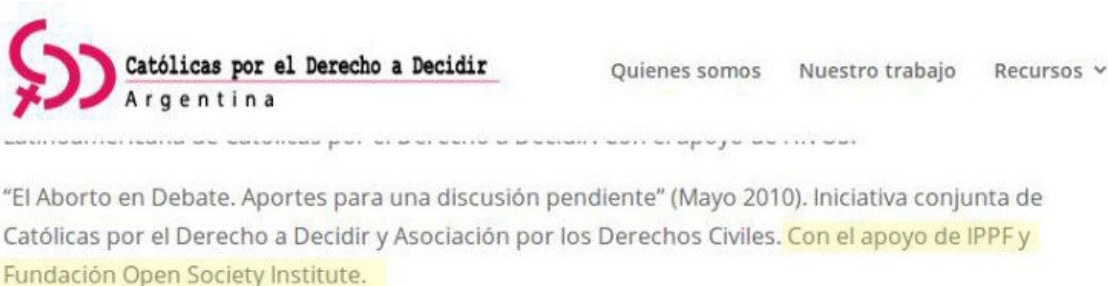 Católicas por el Derecho a Decidir
Argentina
Quienes somos Nuestro trabajo Recursos
“El Aborto en Debate. Aportes para una discusión pendiente” (Mayo 2010). Iniciativa conjunta de
Católicas por el Derecho a Decidir y Asociación por los Derechos Civiles. Con el apoyo de IPPF y
Fundación Open Society Institute.